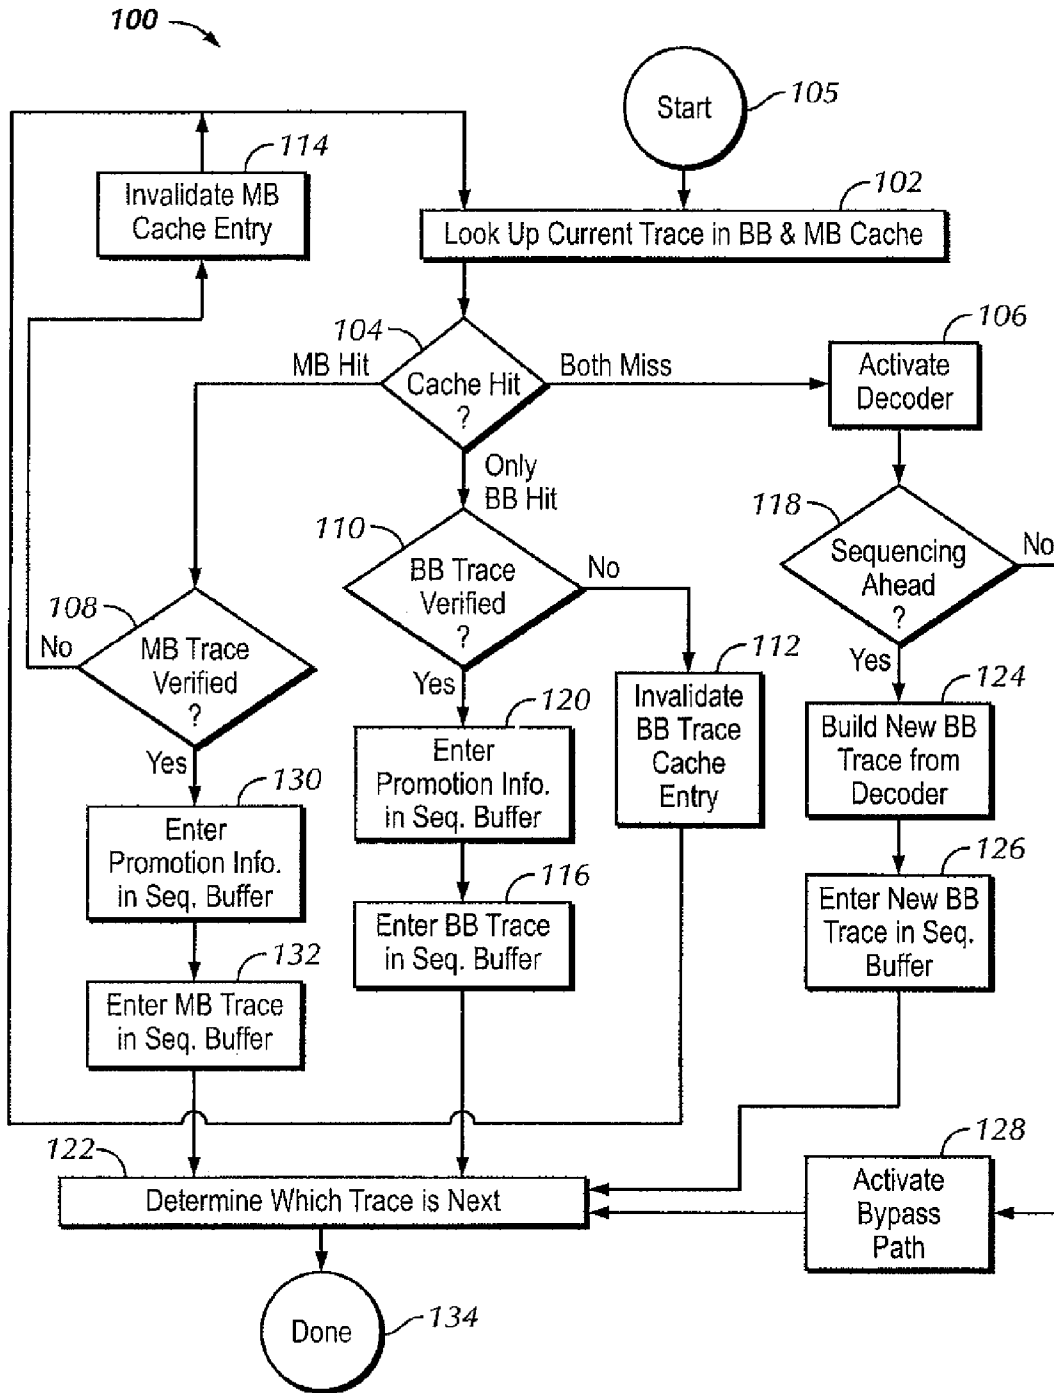 100
Start
105
114
Invalidate MB
Cache Entry
102
Look Up Current Trace in BB & MB Cache
104
MB Hit
Cache Hit
?
Both Miss
106
Activate
Decoder
Only
BB Hit
110
BB Trace
Verified
?
No
118
Sequencing
Ahead
?
No
108
No
MB Trace
Verified
?
Yes
Yes
Yes
112
Invalidate
BB Trace
Cache
Entry
120
Enter
Promotion Info.
in Seq. Buffer
124
Build New BB
Trace from
Decoder
130
Enter
Promotion Info.
in Seq. Buffer
116
Enter BB Trace
in Seq. Buffer
126
Enter New BB
Trace in Seq.
Buffer
132
Enter MB Trace
in Seq. Buffer
122
Determine Which Trace is Next
128
Activate
Bypass
Path
Done
134